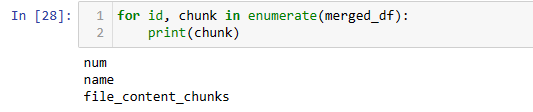 In [28]:
1 for id, chunk in enumerate(merged_df):
2     print(chunk)
num
name
file_content_chunks